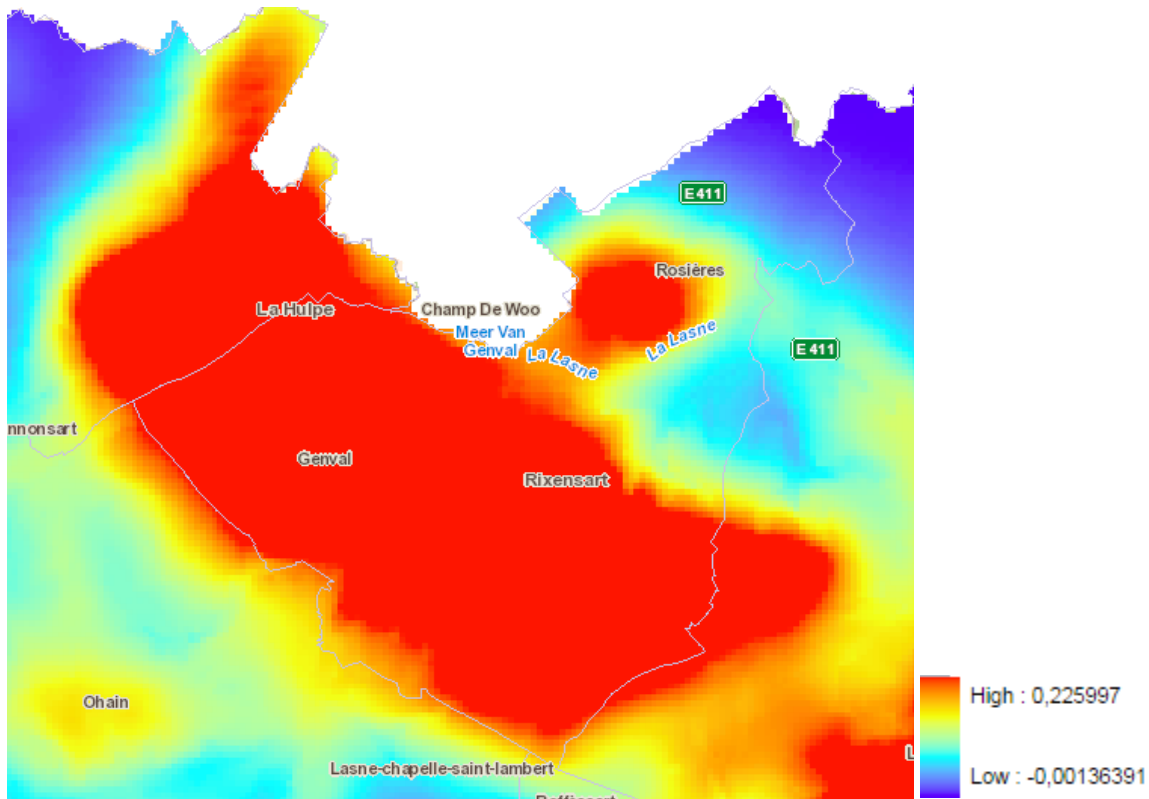 E411
Rosières
La Hulpe
Champ De Woo
Meer Van
Genval
La Lasne
La Lasne
E411
nnonsart
Genval
Rixensart
Ohain
High : 0,225997
Lasne-chapelle-saint-lambert
Low : -0,00136391